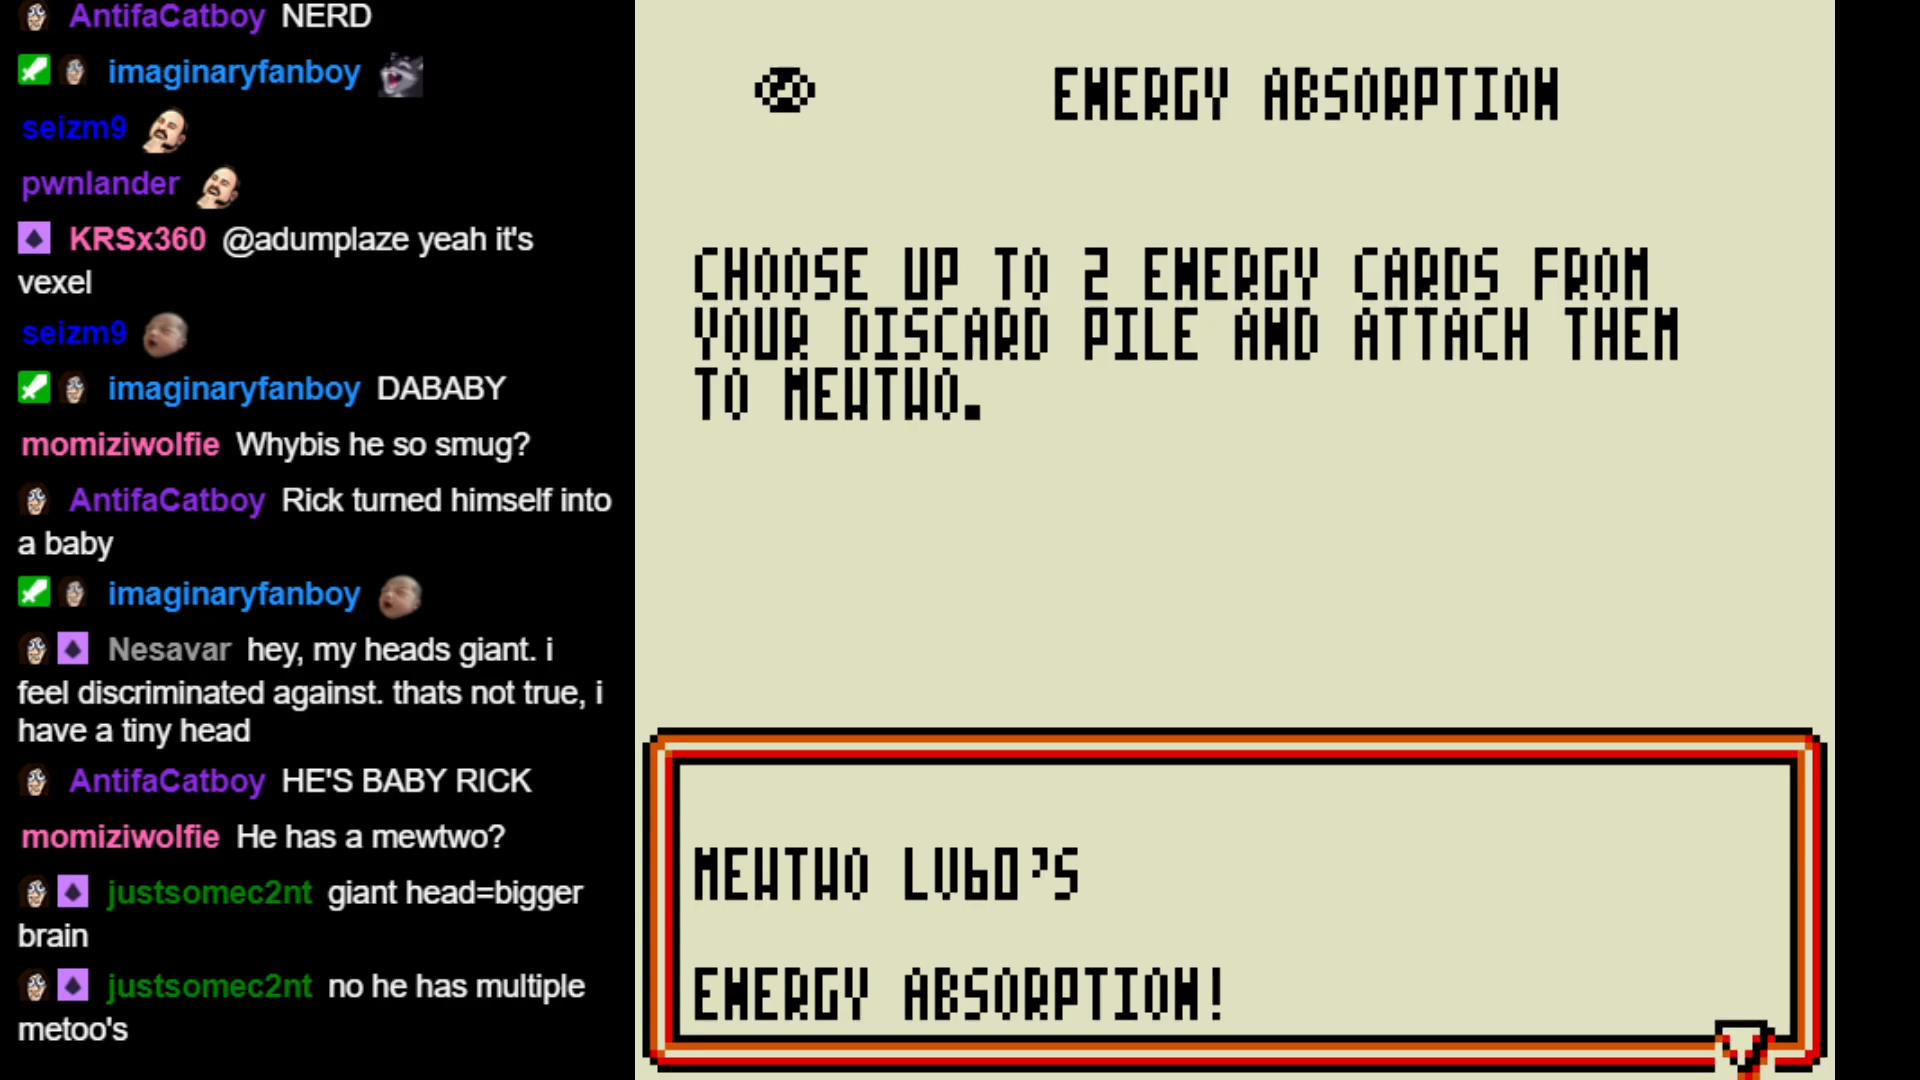 AntifaCatboy NERD
imaginaryfanboy
seizm9
pwnlander
KRSx360 @adumplaze yeah it's
vexel
seizm9
imaginaryfanboy DABABY
momiziwolfie Whybis he so smug?
AntifaCatboy Rick turned himself into
a baby
imaginaryfanboy
Nesavar hey, my heads giant. i
feel discriminated against. thats not true, i
have a tiny head
AntifaCatboy HE'S BABY RICK
momiziwolfie He has a mewtwo?
justsomec2nt giant head=bigger
brain
justsomec2nt no he has multiple
metoo's
ENERGY ABSORPTION
CHOOSE UP TO 2 ENERGY CARDS FROM
YOUR DISCARD PILE AND ATTACH THEM
TO MEWTWO.
MEWTWO LV60'S
ENERGY ABSORPTION!